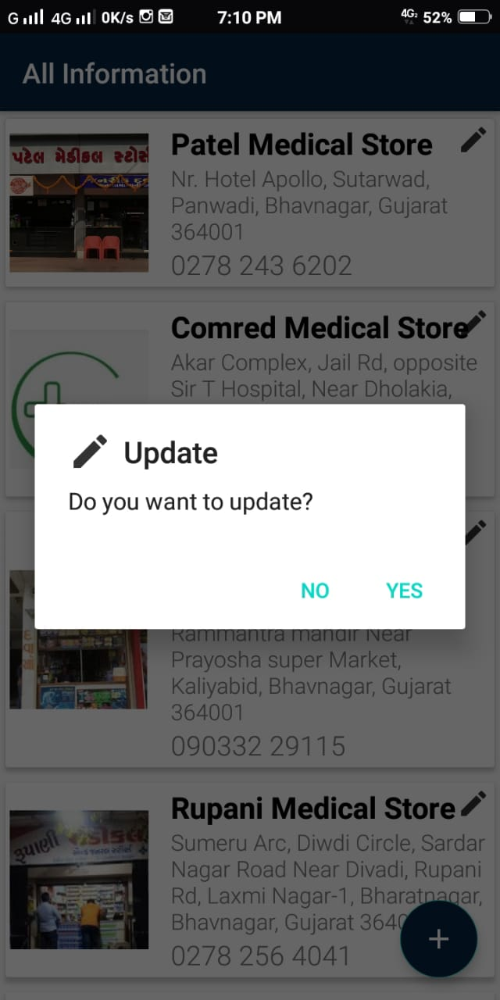 G 4G 0K/s 7:10 PM 4G 52%
All Information
પટેલ મેડીકલ સ્ટોર્સ
Patel Medical Store
Nr. Hotel Apollo, Sutarwad,
Panwadi, Bhavnagar, Gujarat
364001
0278 243 6202
Comred Medical Store
Akar Complex, Jail Rd, opposite
Sir T Hospital, Near Dholakia,
Update
Do you want to update?
NO YES
Rammantra mandir Near
Prayosha super Market,
Kaliyabid, Bhavnagar, Gujarat
364001
090332 29115
રૂપાણી મેડીકલ
Rupani Medical Store
Sumeru Arc, Diwdi Circle, Sardar
Nagar Road Near Divadi, Rupani
Rd, Laxmi Nagar-1, Bharatnagar,
Bhavnagar, Gujarat 3640
0278 256 4041